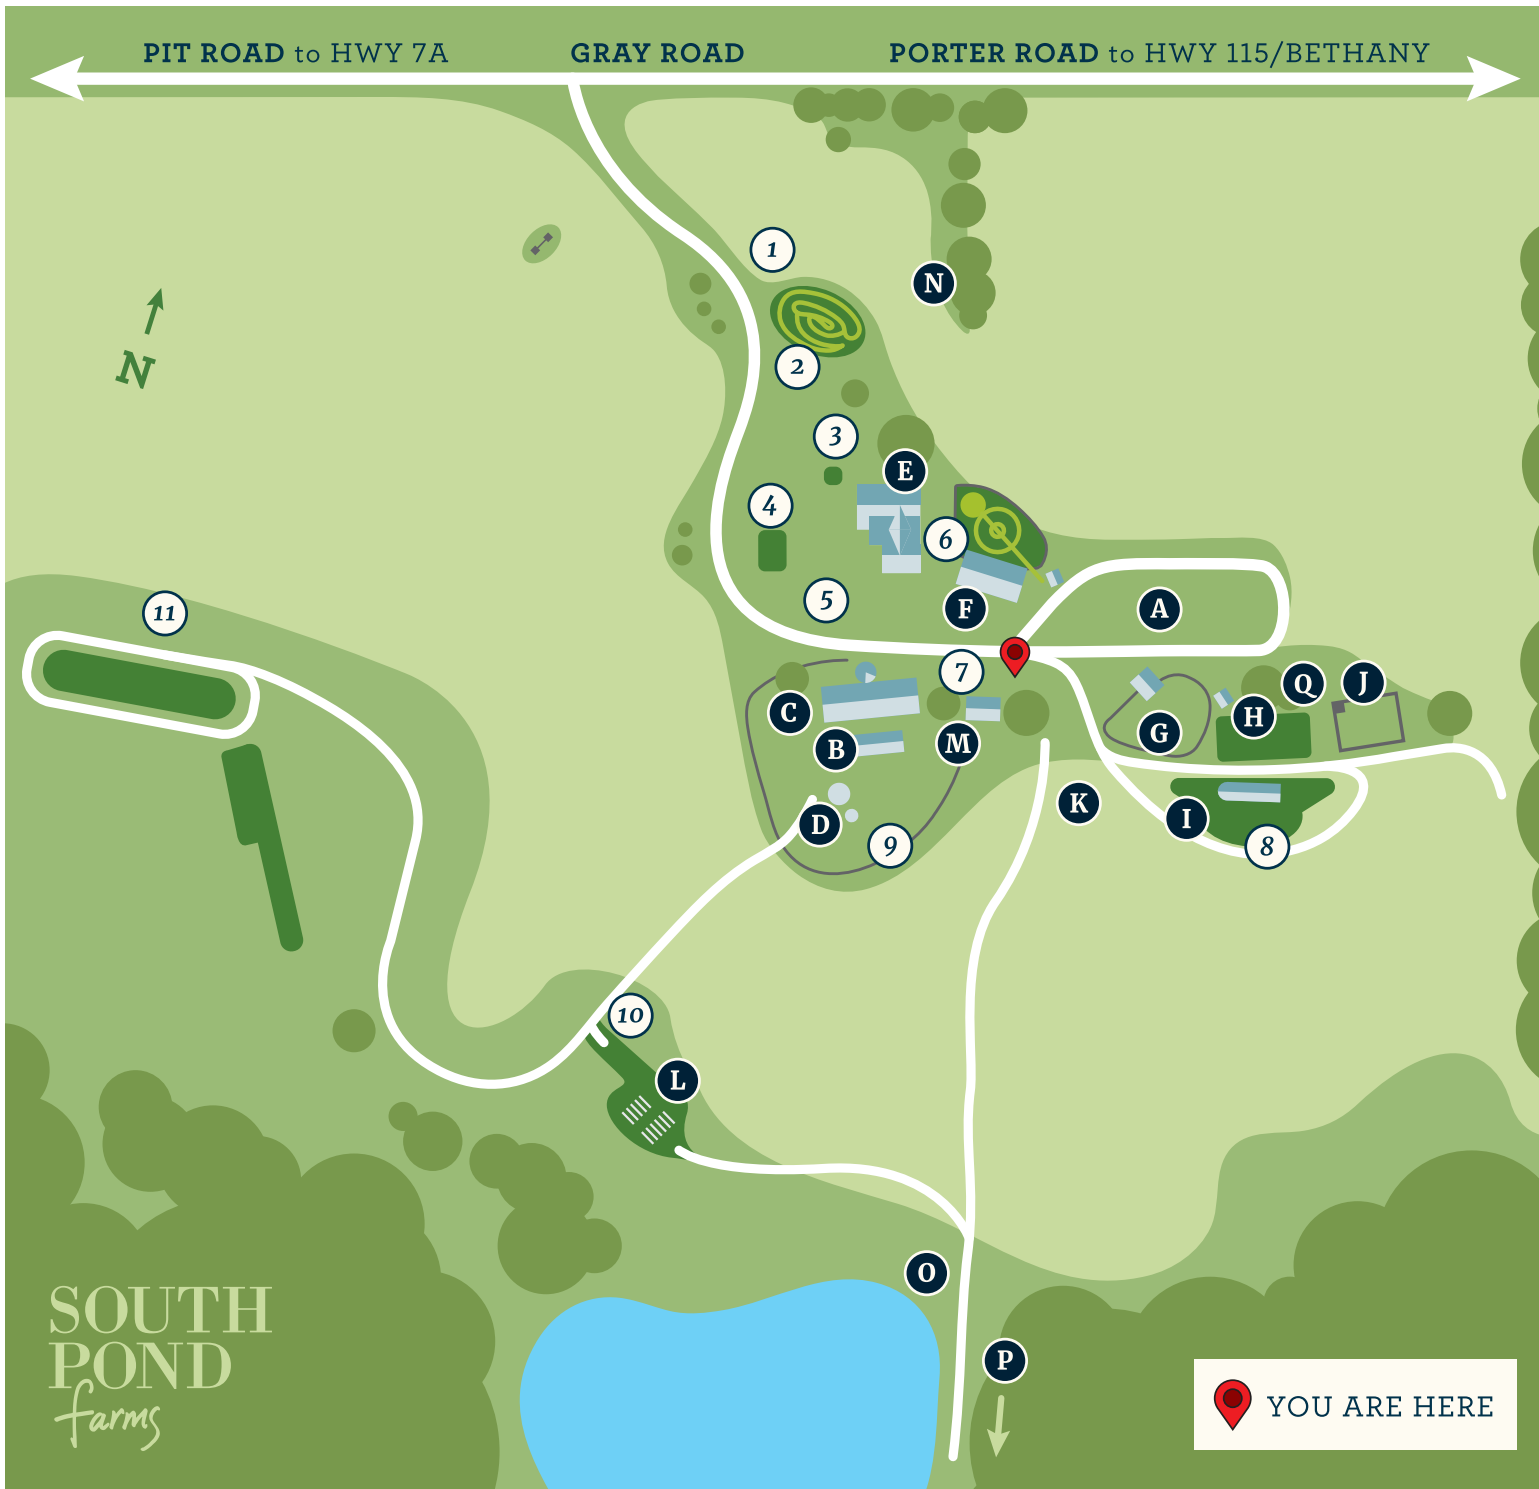 PIT ROAD to HWY 7A
GRAY ROAD
PORTER ROAD to HWY 115/BETHANY
1
N
N
2
3
E
4
6
5
F
A
11
7
C
B
M
G
H
Q
J
D
9
K
I
8
10
L
O
P
SOUTH
POND
farms
YOU ARE HERE